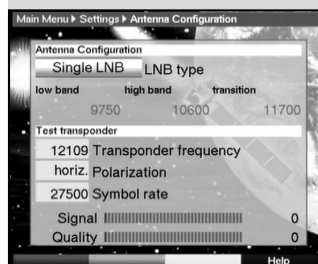 Main Menu ▸ Settings ▸ Antenna Configuration
Antenna Configuration
Single LNB LNB type
low band high band transition
9750 10600 11700
Test transponder
12109 Transponder frequency
horiz. Polarization
27500 Symbol rate
Signal 0
Quality 0
Help